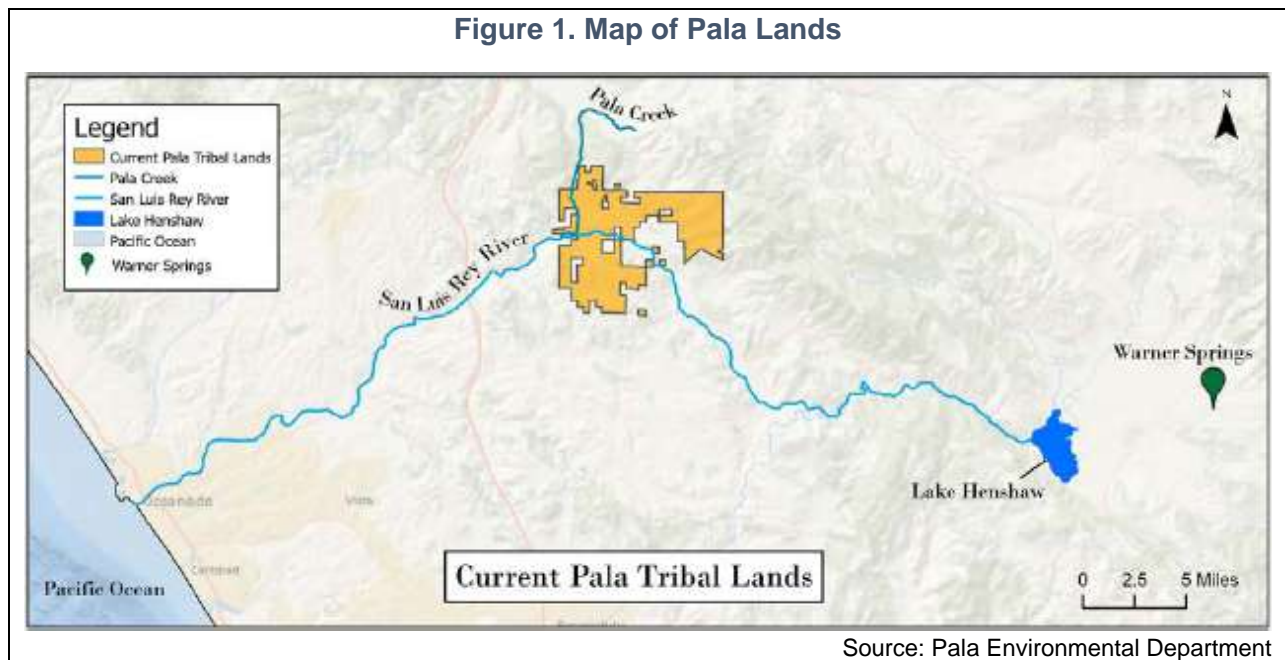 Figure 1. Map of Pala Lands
Legend
Current Pala Tribal Lands
Pala Creek
San Luis Rey River
Lake Henshaw
Pacific Ocean
Warner Springs
Pala Creek
N
San Luis Rey River
Warner Springs
Lake Henshaw
Oceanside
Vista
Carlsbad
Pacific Ocean
Current Pala Tribal Lands
0 2.5 5 Miles
Source: Pala Environmental Department